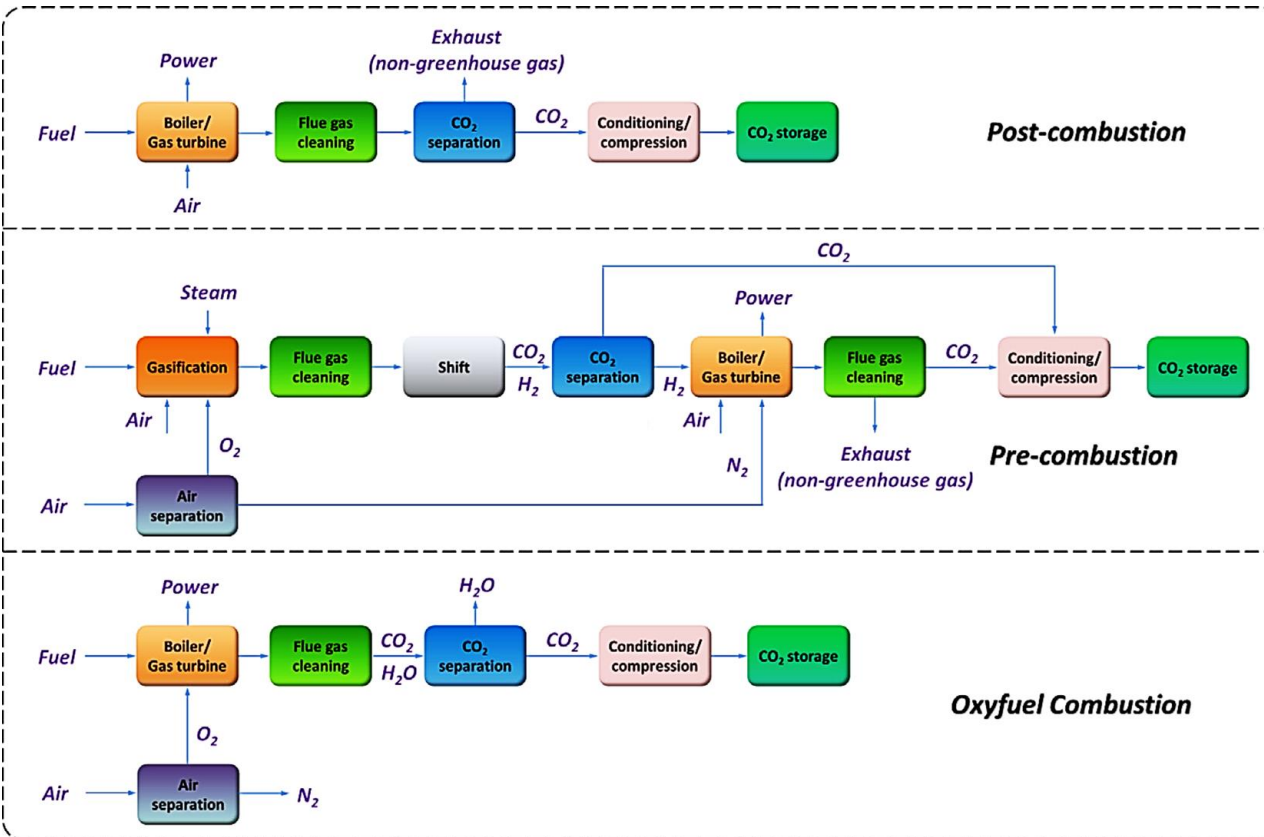 Exhaust
(non-greenhouse gas)
Power
Fuel
Boiler/
Gas turbine
Flue gas
cleaning
CO₂
separation
CO₂
Conditioning/
compression
CO₂ storage
Post-combustion
Air
CO₂
Steam
Power
Fuel
Gasification
Flue gas
cleaning
Shift
CO₂
H₂
CO₂
separation
H₂
Boiler/
Gas turbine
Flue gas
cleaning
CO₂
Conditioning/
compression
CO₂ storage
Air
O₂
Air
N₂
Exhaust
(non-greenhouse gas)
Pre-combustion
Air
Air
separation
Power
H₂O
Fuel
Boiler/
Gas turbine
Flue gas
cleaning
CO₂
H₂O
CO₂
separation
CO₂
Conditioning/
compression
CO₂ storage
Oxyfuel Combustion
O₂
Air
Air
separation
N₂